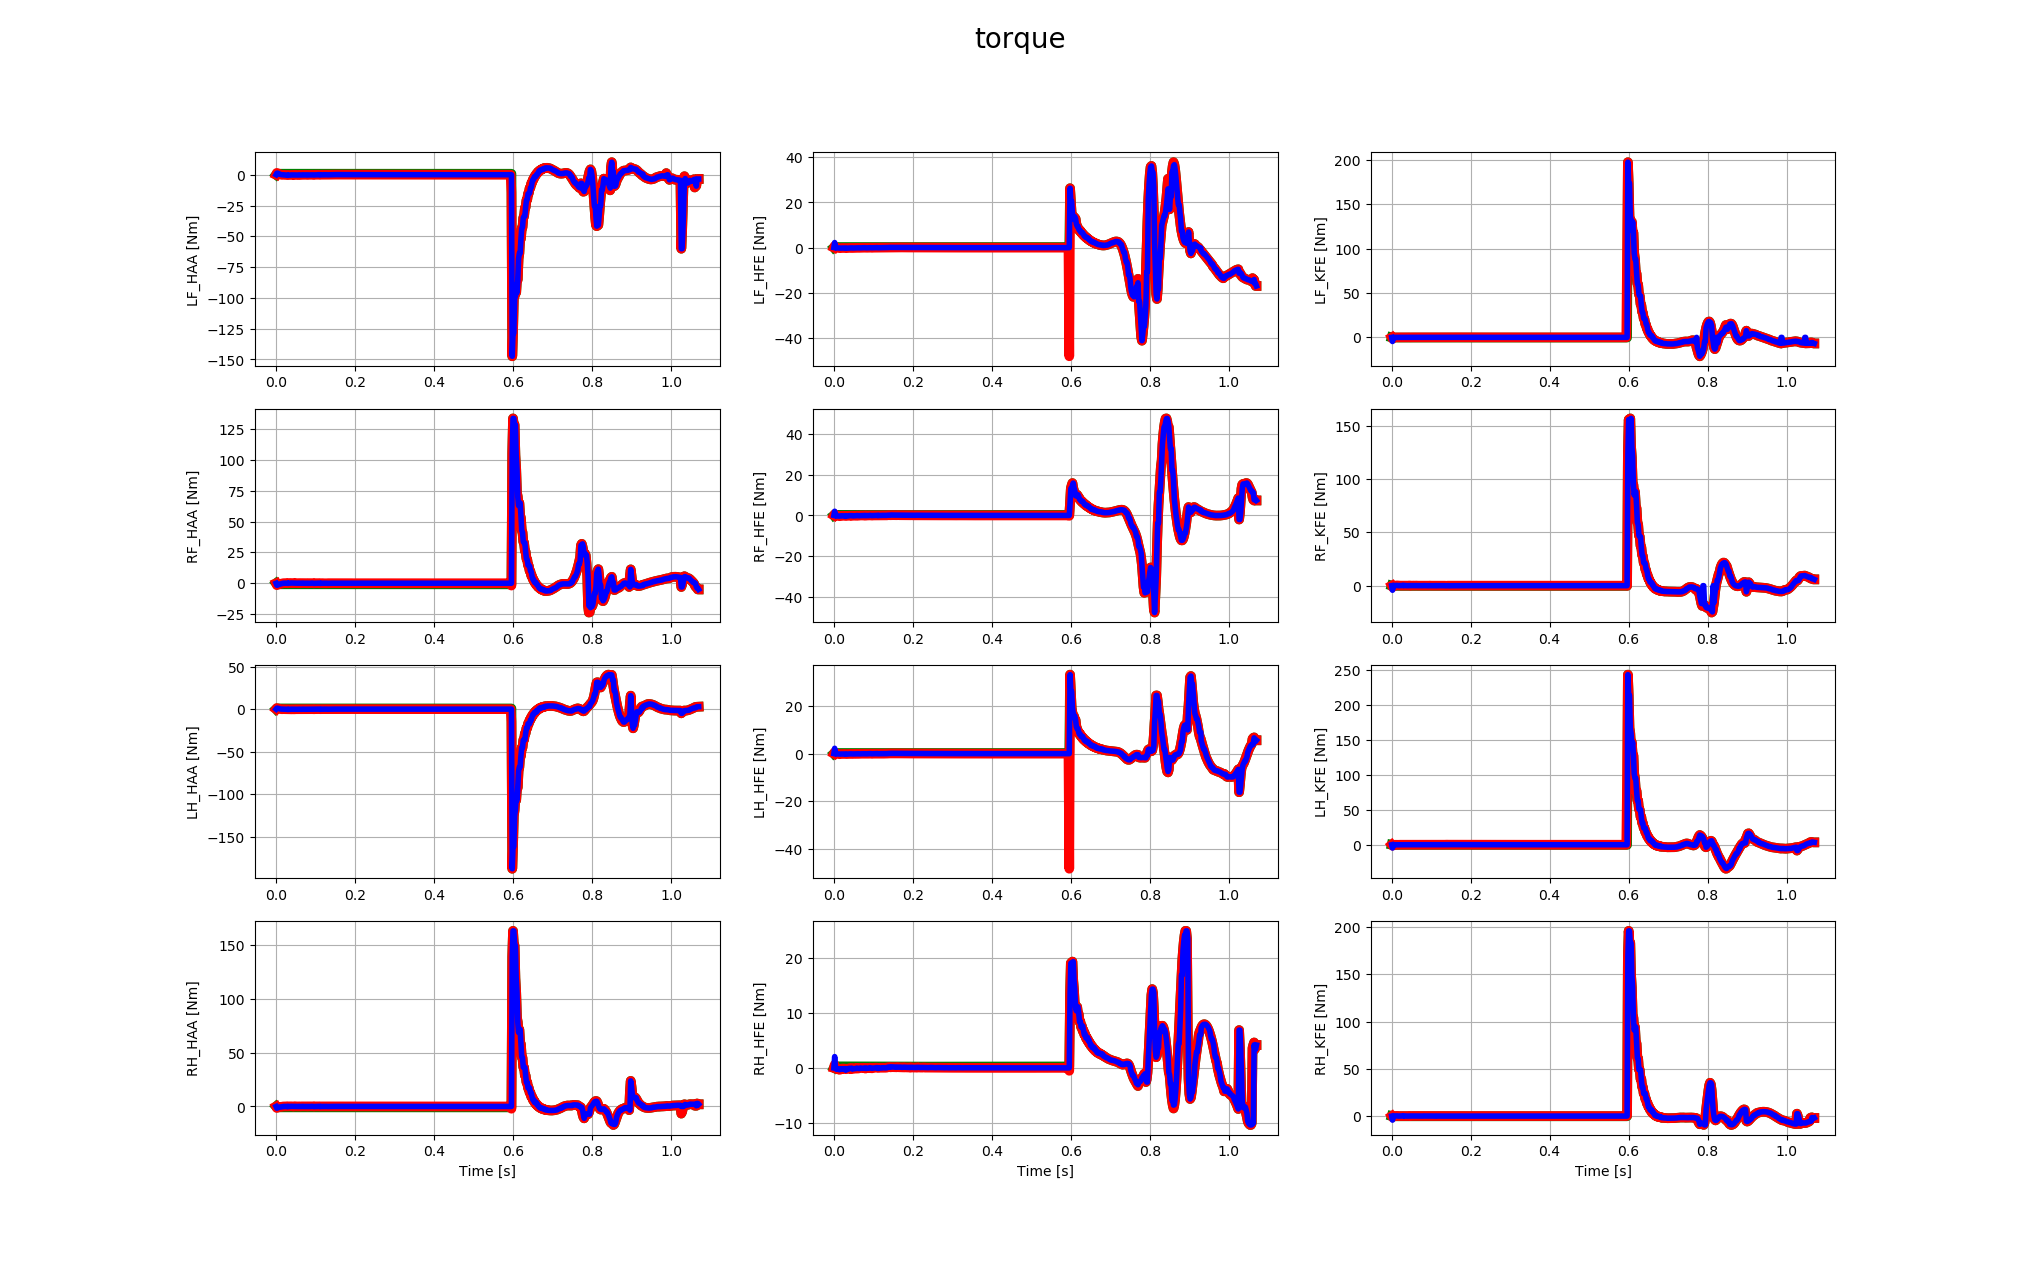 torque
LF_HAA [Nm]
0
−25
−50
−75
−100
−125
−150
0.0 0.2 0.4 0.6 0.8 1.0
LF_HFE [Nm]
40
20
0
−20
−40
0.0 0.2 0.4 0.6 0.8 1.0
LF_KFE [Nm]
200
150
100
50
0
0.0 0.2 0.4 0.6 0.8 1.0
RF_HAA [Nm]
125
100
75
50
25
0
−25
0.0 0.2 0.4 0.6 0.8 1.0
RF_HFE [Nm]
40
20
0
−20
−40
0.0 0.2 0.4 0.6 0.8 1.0
RF_KFE [Nm]
150
100
50
0
0.0 0.2 0.4 0.6 0.8 1.0
LH_HAA [Nm]
50
0
−50
−100
−150
0.0 0.2 0.4 0.6 0.8 1.0
LH_HFE [Nm]
20
0
−20
−40
0.0 0.2 0.4 0.6 0.8 1.0
LH_KFE [Nm]
250
200
150
100
50
0
0.0 0.2 0.4 0.6 0.8 1.0
RH_HAA [Nm]
150
100
50
0
0.0 0.2 0.4 0.6 0.8 1.0
Time [s]
RH_HFE [Nm]
20
10
0
−10
0.0 0.2 0.4 0.6 0.8 1.0
Time [s]
RH_KFE [Nm]
200
150
100
50
0
0.0 0.2 0.4 0.6 0.8 1.0
Time [s]